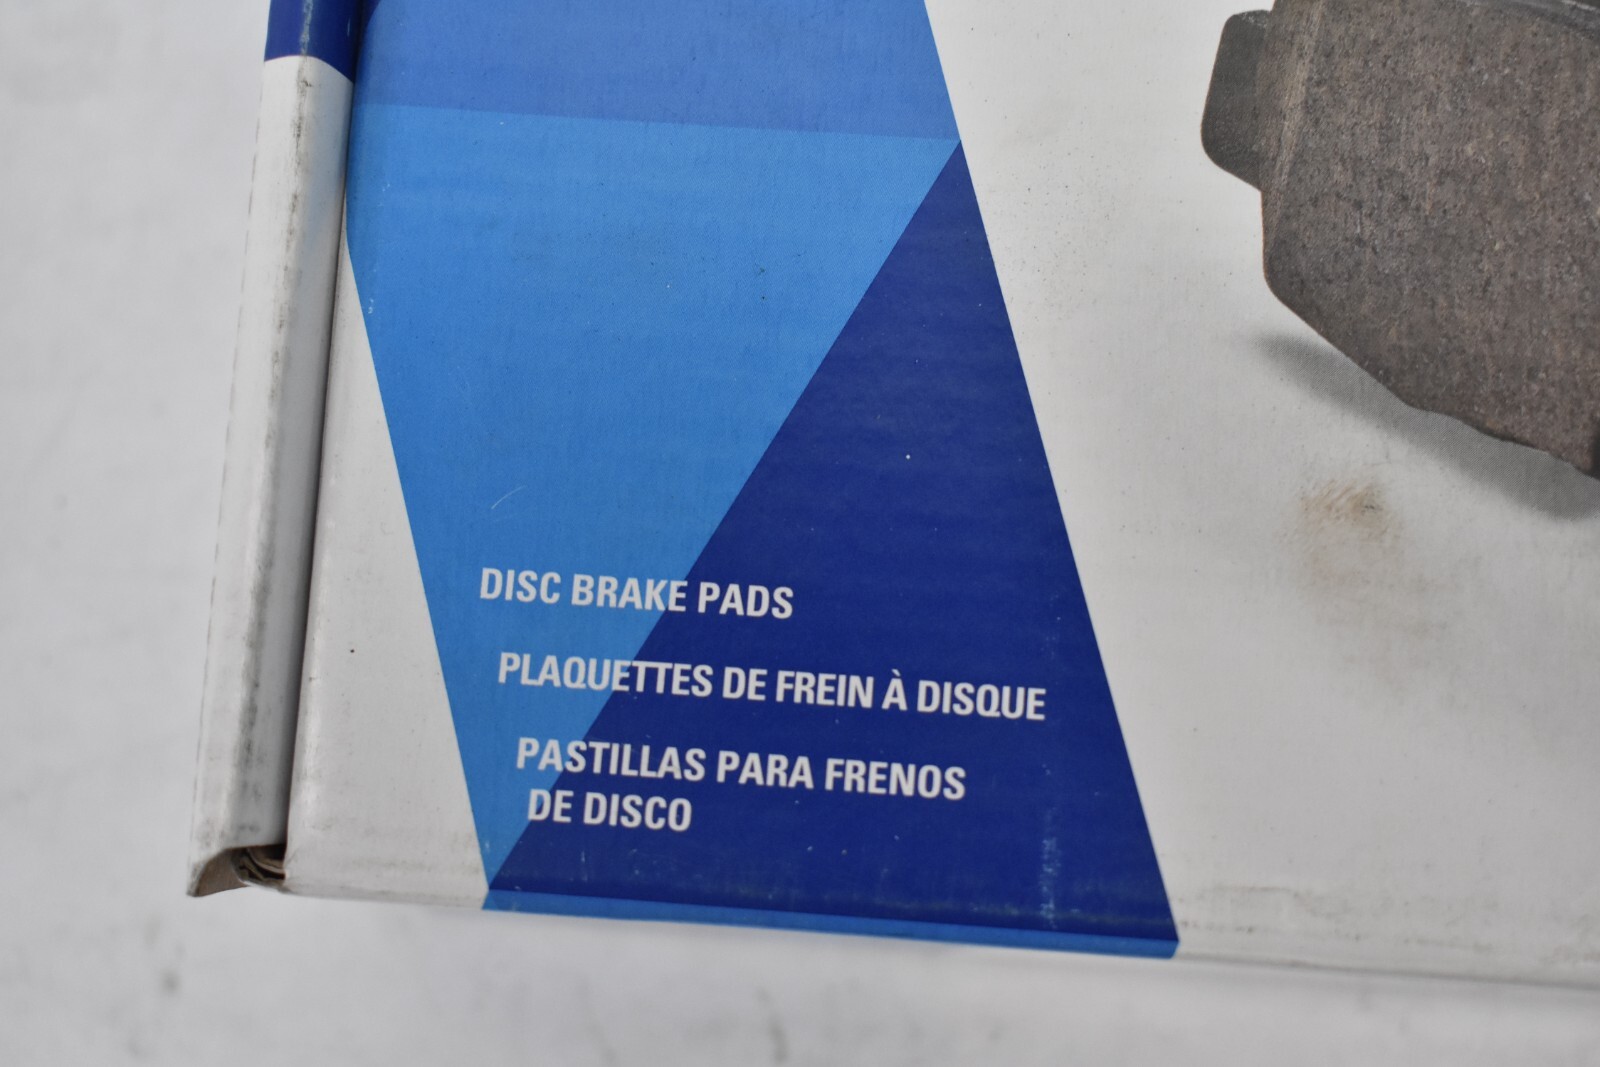 DISC BRAKE PADS
PLAQUETTES DE FREIN À DISQUE
PASTILLAS PARA FRENOS
DE DISCO